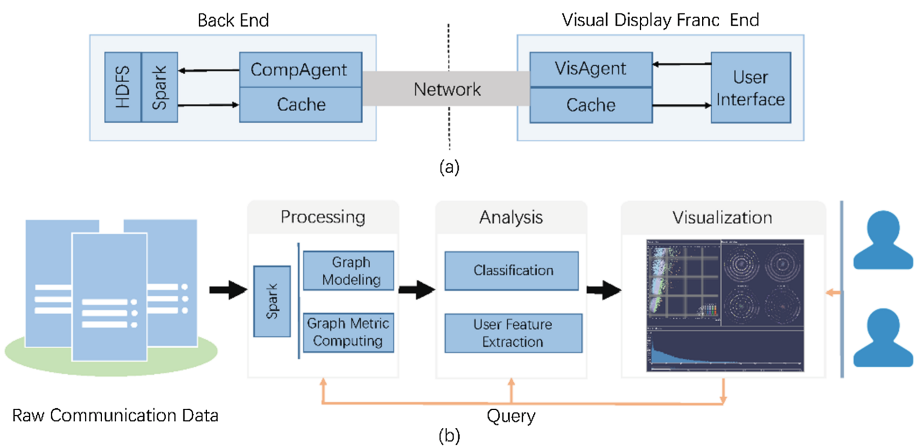 Back End
Visual Display Franc End
HDFS
Spark
CompAgent
Cache
Network
VisAgent
Cache
User
Interface
(a)
Processing
Analysis
Visualization
Spark
Graph
Modeling
Graph Metric
Computing
Classification
User Feature
Extraction
Raw Communication Data
Query
(b)